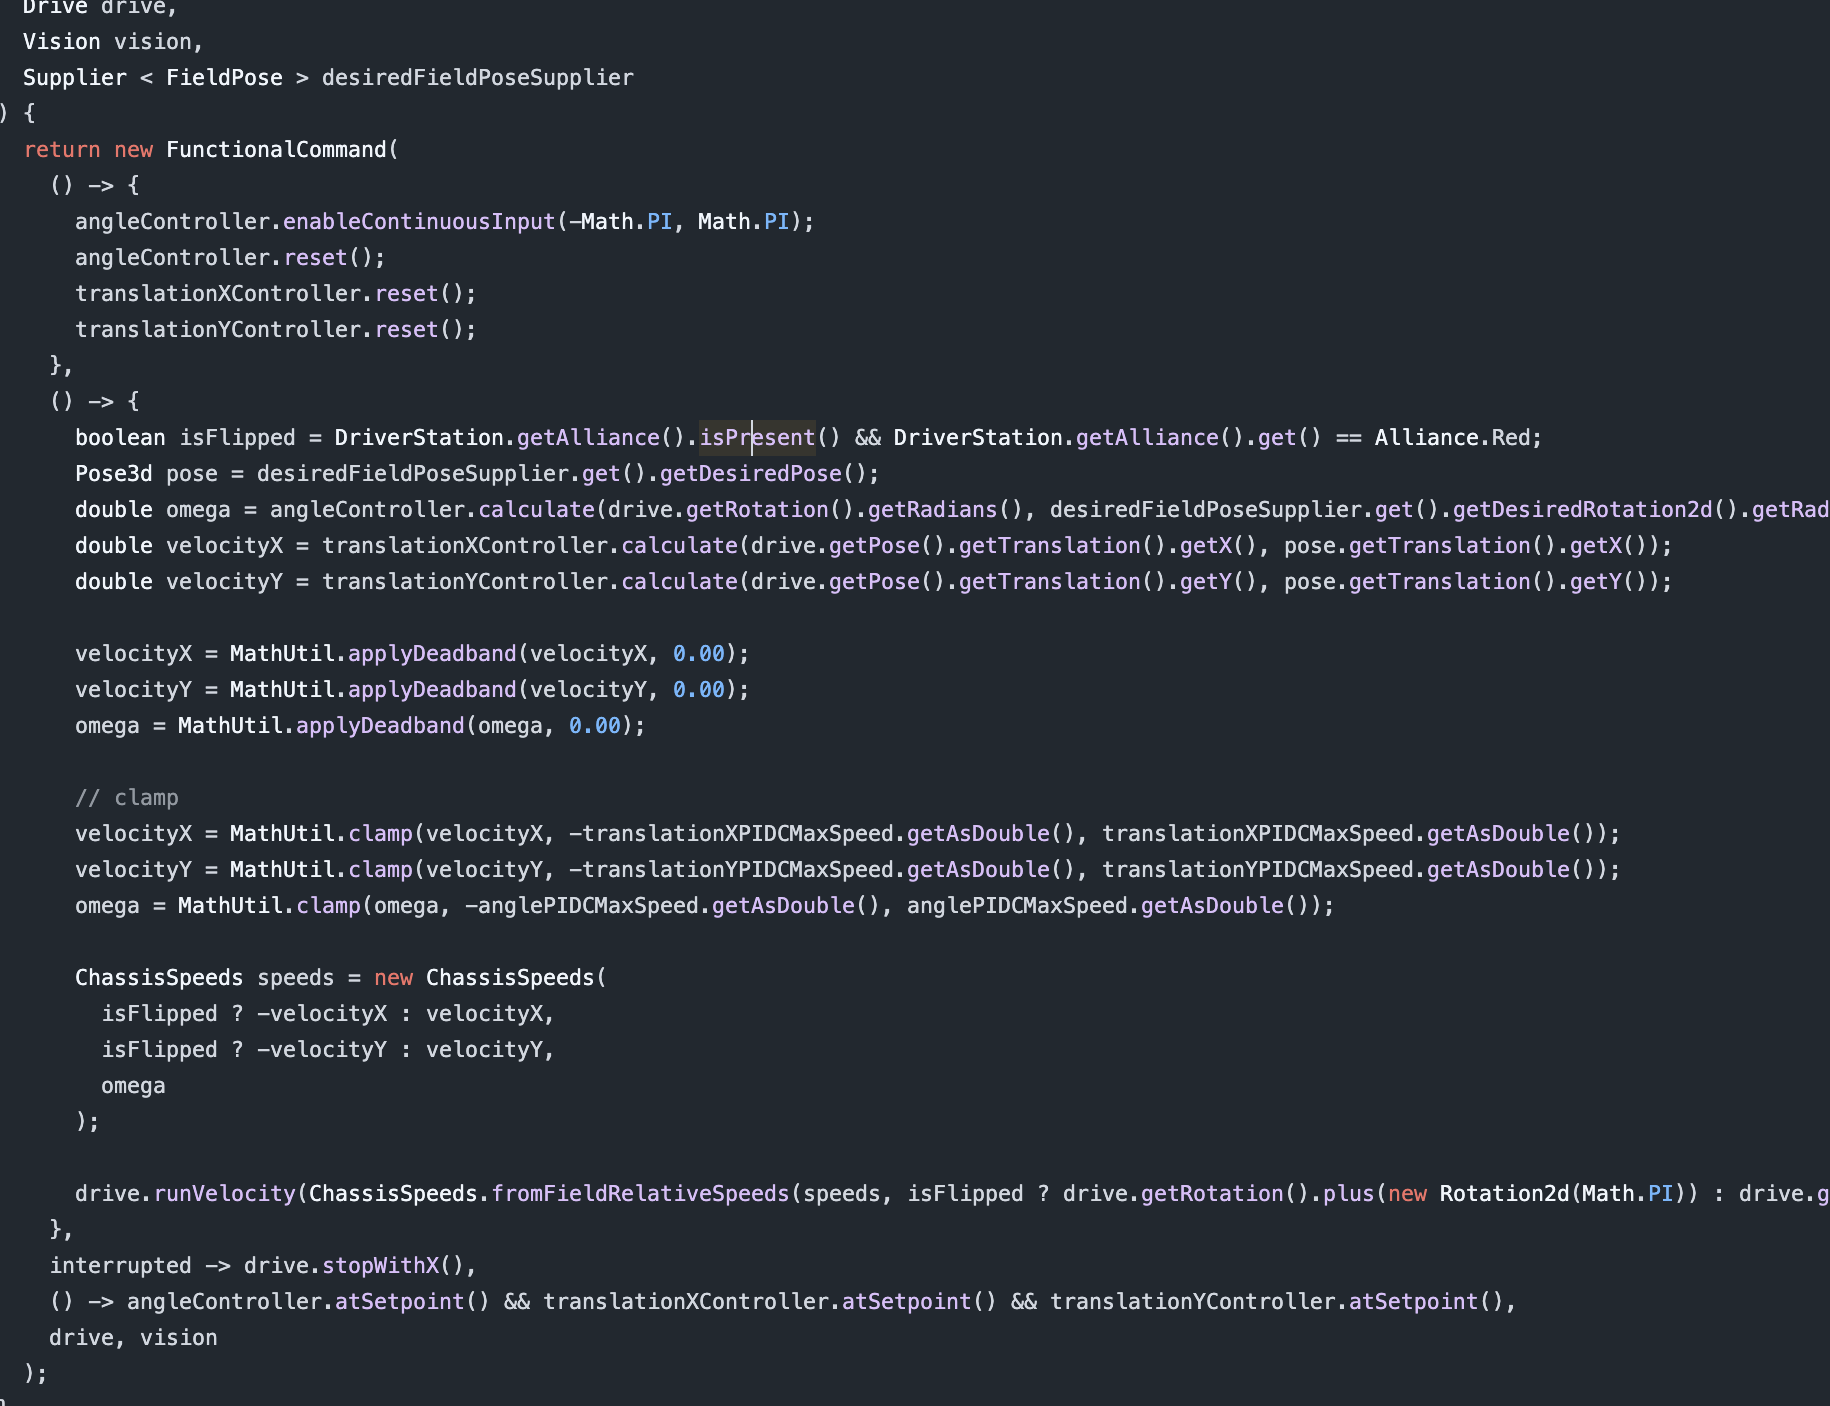 Drive drive,
Vision vision,
Supplier < FieldPose > desiredFieldPoseSupplier
) {
return new FunctionalCommand(
() -> {
angleController.enableContinuousInput(-Math.PI, Math.PI);
angleController.reset();
translationXController.reset();
translationYController.reset();
},
() -> {
boolean isFlipped = DriverStation.getAlliance().isPresent() && DriverStation.getAlliance().get() == Alliance.Red;
Pose3d pose = desiredFieldPoseSupplier.get().getDesiredPose();
double omega = angleController.calculate(drive.getRotation().getRadians(), desiredFieldPoseSupplier.get().getDesiredRotation2d().getRad
double velocityX = translationXController.calculate(drive.getPose().getTranslation().getX(), pose.getTranslation().getX());
double velocityY = translationYController.calculate(drive.getPose().getTranslation().getY(), pose.getTranslation().getY());
velocityX = MathUtil.applyDeadband(velocityX, 0.00);
velocityY = MathUtil.applyDeadband(velocityY, 0.00);
omega = MathUtil.applyDeadband(omega, 0.00);
// clamp
velocityX = MathUtil.clamp(velocityX, -translationXPIDCMaxSpeed.getAsDouble(), translationXPIDCMaxSpeed.getAsDouble());
velocityY = MathUtil.clamp(velocityY, -translationYPIDCMaxSpeed.getAsDouble(), translationYPIDCMaxSpeed.getAsDouble());
omega = MathUtil.clamp(omega, -anglePIDCMaxSpeed.getAsDouble(), anglePIDCMaxSpeed.getAsDouble());
ChassisSpeeds speeds = new ChassisSpeeds(
isFlipped ? -velocityX : velocityX,
isFlipped ? -velocityY : velocityY,
omega
);
drive.runVelocity(ChassisSpeeds.fromFieldRelativeSpeeds(speeds, isFlipped ? drive.getRotation().plus(new Rotation2d(Math.PI)) : drive.g
},
interrupted -> drive.stopWithX(),
() -> angleController.atSetpoint() && translationXController.atSetpoint() && translationYController.atSetpoint(),
drive, vision
);